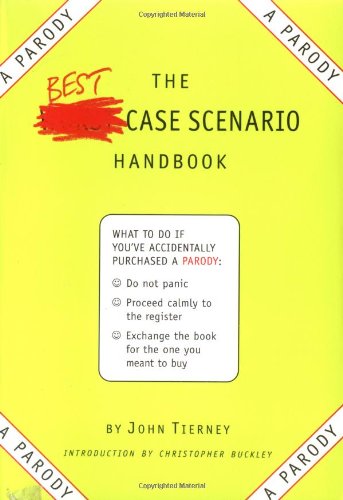 A PARODY
A PARODY
THE
BEST
CASE SCENARIO
HANDBOOK
WHAT TO DO IF
YOU'VE ACCIDENTALLY
PURCHASED A PARODY:
Do not panic
Proceed calmly to
the register
Exchange the book
for the one you
meant to buy
BY JOHN TIERNEY
INTRODUCTION BY CHRISTOPHER BUCKLEY
A PARODY
A PARODY